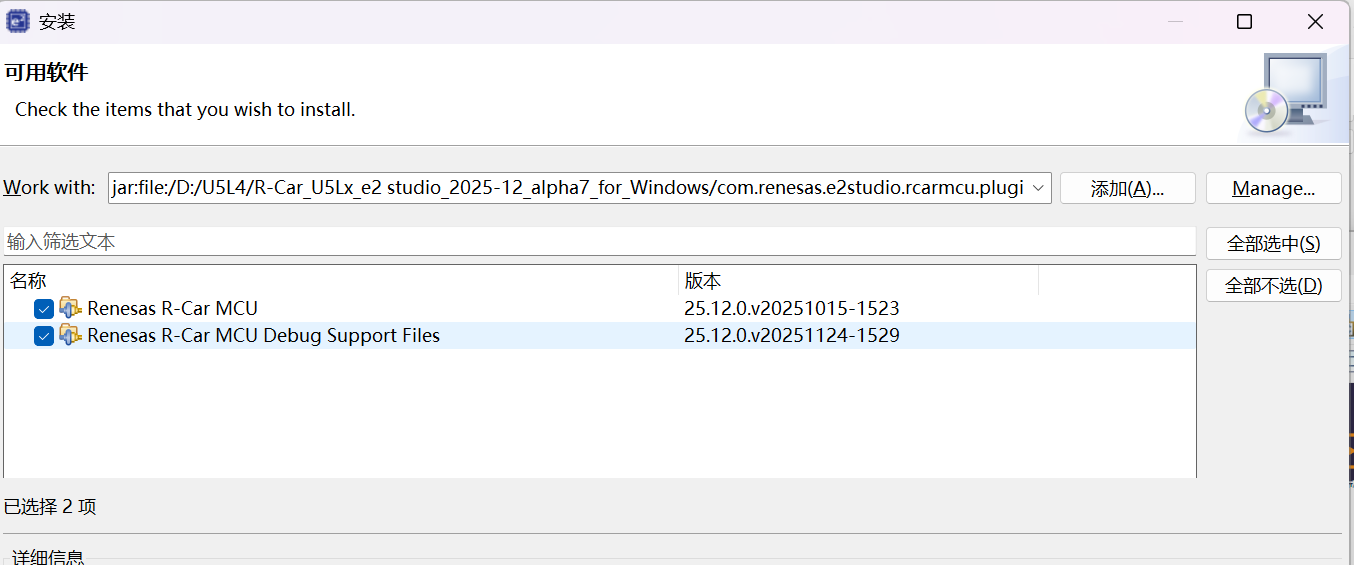 安装
可用软件
Check the items that you wish to install.
Work with: jar:file:/D:/U5L4/R-Car_U5Lx_e2 studio_2025-12_alpha7_for_Windows/com.renesas.e2studio.rcarmcu.plugi 添加(A)... Manage...
输入筛选文本 全部选中(S)
名称 版本 全部不选(D)
Renesas R-Car MCU 25.12.0.v20251015-1523
Renesas R-Car MCU Debug Support Files 25.12.0.v20251124-1529
已选择 2 项
详细信息